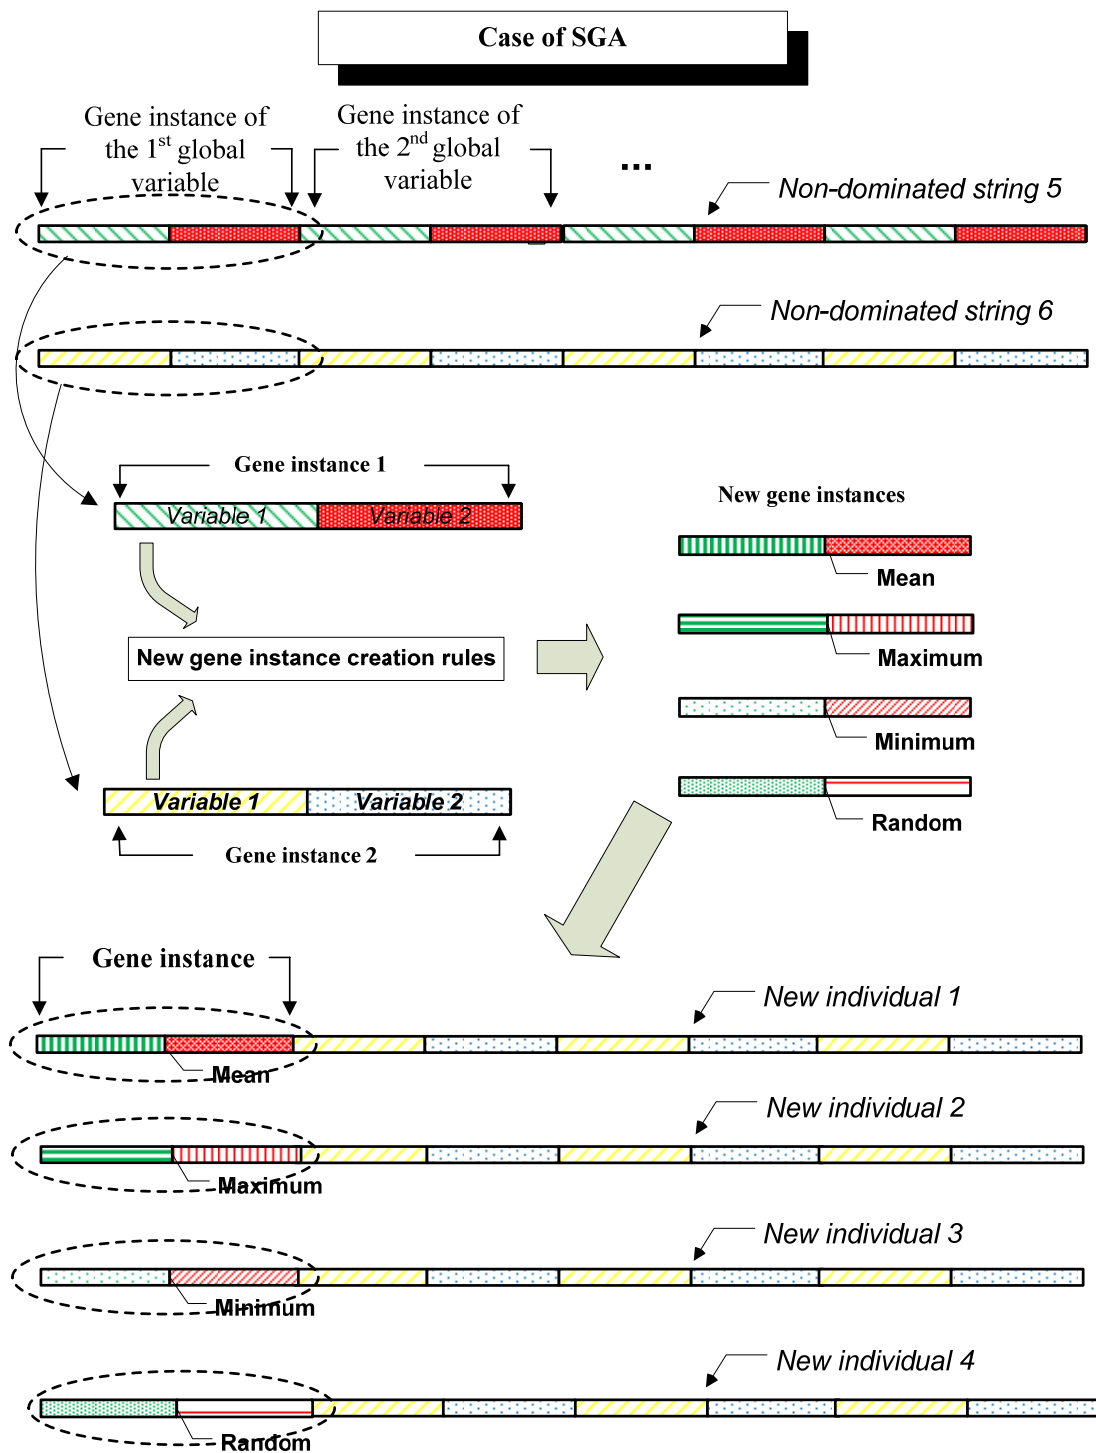 Case of SGA
Gene instance of
the 1st global
variable
Gene instance of
the 2nd global
variable
...
Non-dominated string 5
Non-dominated string 6
Gene instance 1
Variable 1
Variable 2
New gene instances
Mean
Maximum
Minimum
Random
New gene instance creation rules
Variable 1
Variable 2
Gene instance 2
Gene instance
New individual 1
Mean
New individual 2
Maximum
New individual 3
Minimum
New individual 4
Random